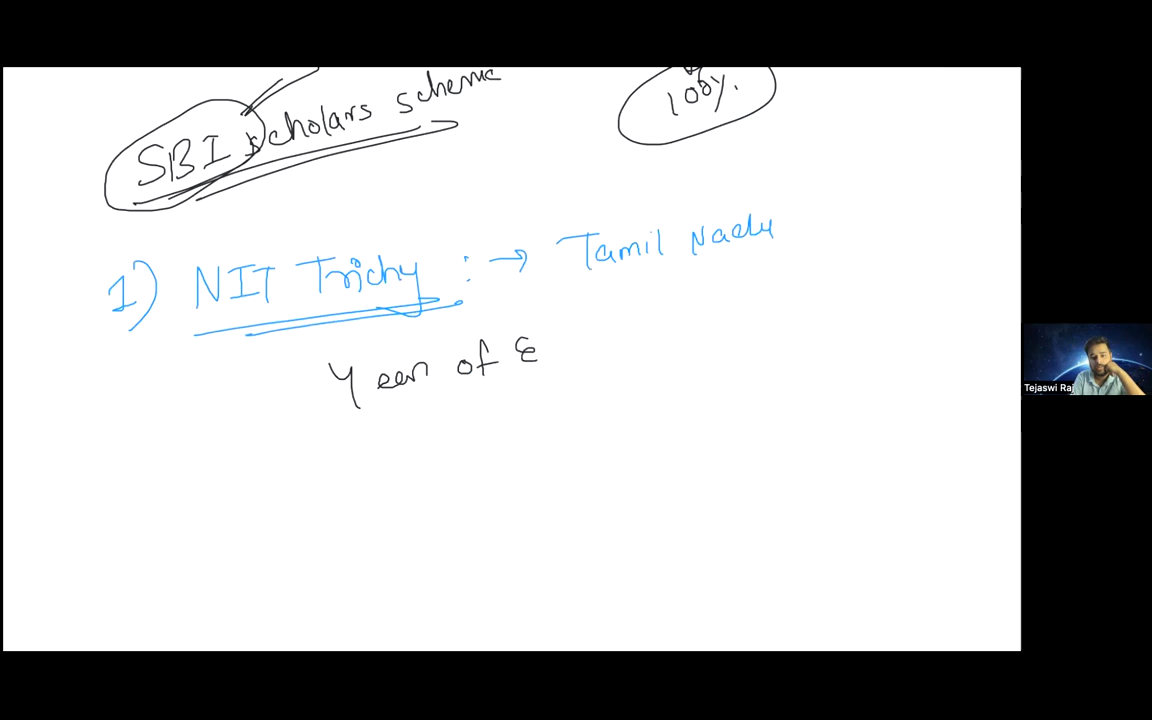 SBI scholars scheme
100%.
1) NIT Trichy : → Tamil Nadu
Year of E
Tejaswi Raj